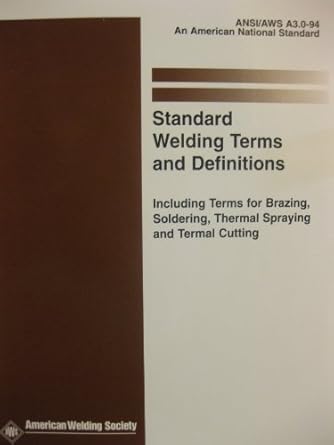 ANSI/AWS A3.0-94
An American National Standard
Standard
Welding Terms
and Definitions
Including Terms for Brazing,
Soldering, Thermal Spraying
and Termal Cutting
AWS American Welding Society